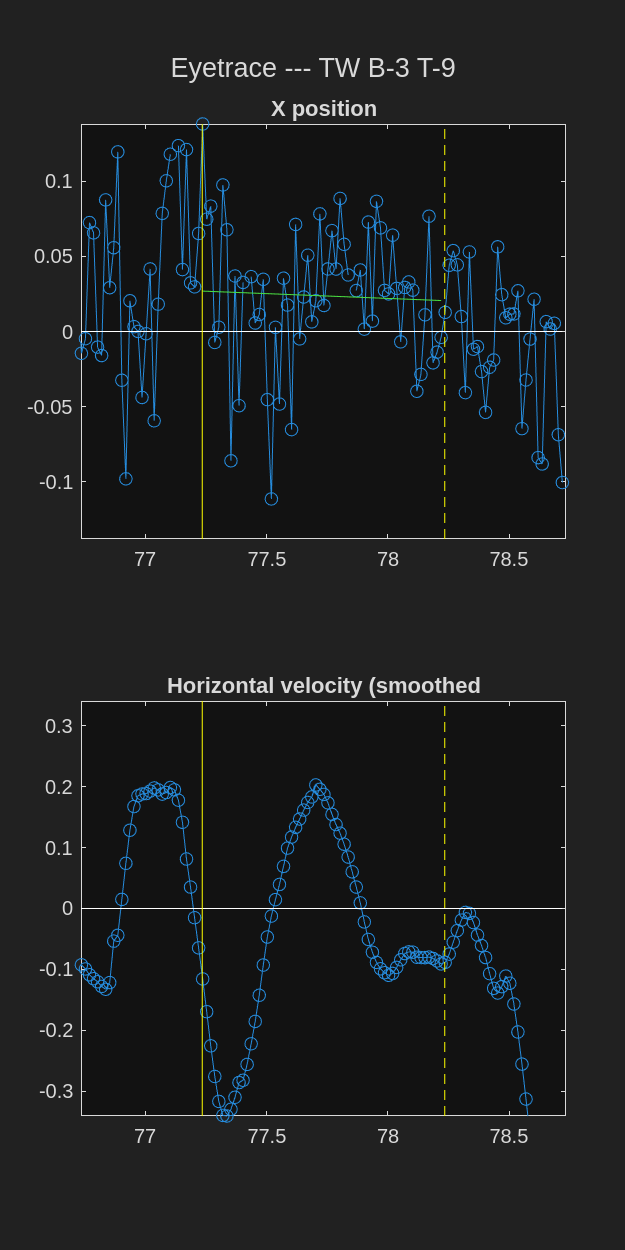 Eyetrace --- TW B-3 T-9
X position
0.1
0.05
0
-0.05
-0.1
77 77.5 78 78.5
Horizontal velocity (smoothed
0.3
0.2
0.1
0
-0.1
-0.2
-0.3
77 77.5 78 78.5